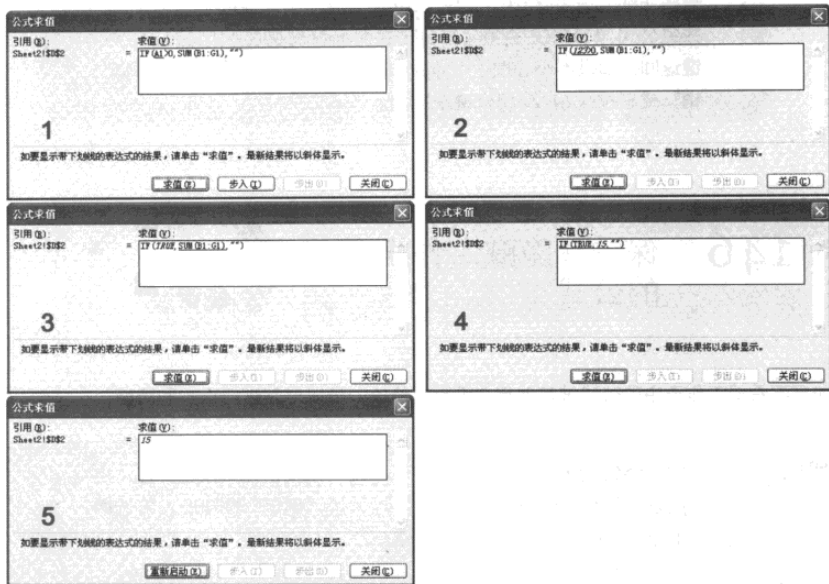 公式求值
引用(R):
求值(V):
Sheet2!$D$2 = IF(A1>0,SUM(B1:G1),"")
1
如要显示带下划线的表达式的结果，请单击“求值”。最新结果将以斜体显示。
求值(E) 步入(I) 步出(O) 关闭(C)
公式求值
引用(R):
求值(V):
Sheet2!$D$2 = IF(12>0,SUM(B1:G1),"")
2
如要显示带下划线的表达式的结果，请单击“求值”。最新结果将以斜体显示。
求值(E) 步入(I) 步出(O) 关闭(C)
公式求值
引用(R):
求值(V):
Sheet2!$D$2 = IF(TRUE,SUM(B1:G1),"")
3
如要显示带下划线的表达式的结果，请单击“求值”。最新结果将以斜体显示。
求值(E) 步入(I) 步出(O) 关闭(C)
公式求值
引用(R):
求值(V):
Sheet2!$D$2 = IF(TRUE,15,"")
4
如要显示带下划线的表达式的结果，请单击“求值”。最新结果将以斜体显示。
求值(E) 步入(I) 步出(O) 关闭(C)
公式求值
引用(R):
求值(V):
Sheet2!$D$2 = 15
5
如要显示带下划线的表达式的结果，请单击“求值”。最新结果将以斜体显示。
重新启动(E) 步入(I) 步出(O) 关闭(C)